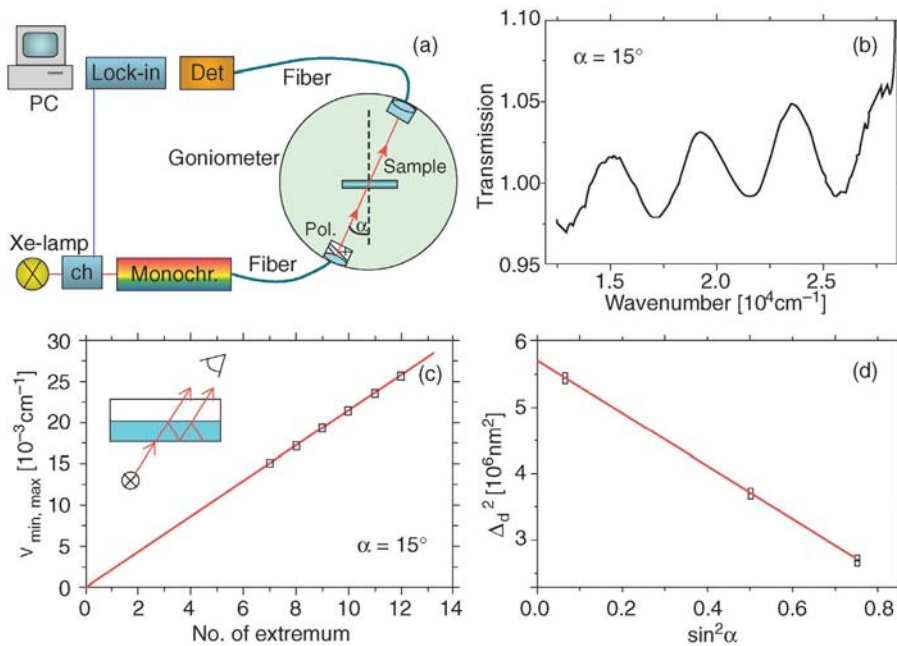 (a)
PC
Lock-in
Det
Fiber
Goniometer
Sample
Pol.
α
Xe-lamp
ch
Monochr.
Fiber
(b)
α = 15°
Transmission
1.10
1.05
1.00
0.95
1.5 2.0 2.5
Wavenumber [10⁴cm⁻¹]
(c)
ν min, max [10⁻³cm⁻¹]
30
25
20
15
10
5
0
α = 15°
0 2 4 6 8 10 12 14
No. of extremum
(d)
Δd² [10⁶nm²]
6
5
4
3
0.0 0.2 0.4 0.6 0.8
sin²α